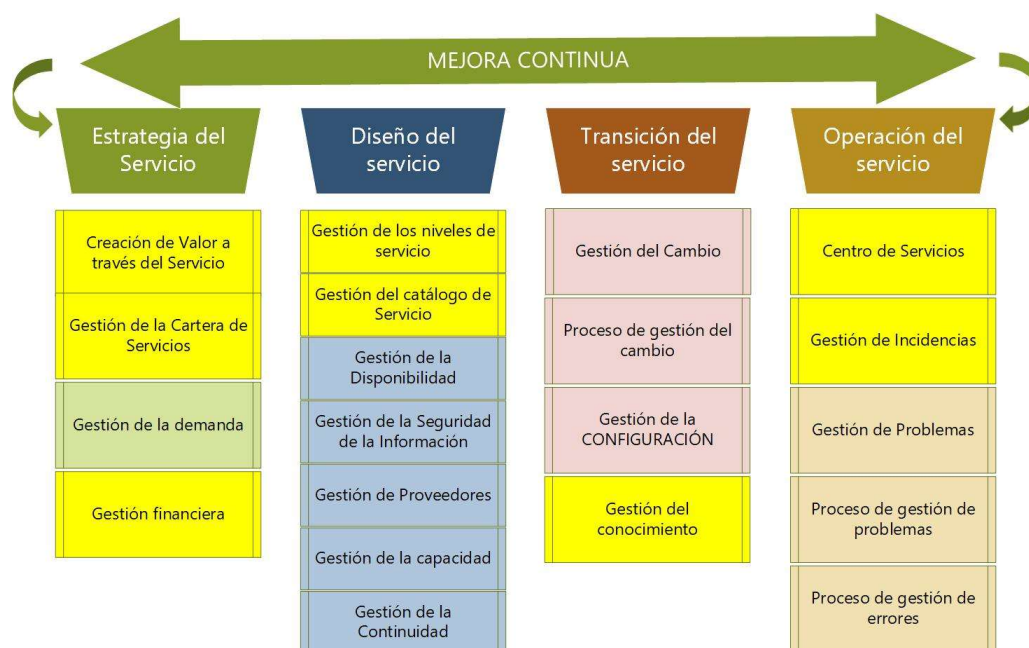 MEJORA CONTINUA
Estrategia del
Servicio
Creación de Valor a
través del Servicio
Gestión de la Cartera de
Servicios
Gestión de la demanda
Gestión financiera
Diseño del
servicio
Gestión de los niveles de
servicio
Gestión del catálogo de
Servicio
Gestión de la
Disponibilidad
Gestión de la Seguridad
de la Información
Gestión de Proveedores
Gestión de la capacidad
Gestión de la
Continuidad
Transición del
servicio
Gestión del Cambio
Proceso de gestión del
cambio
Gestión de la
CONFIGURACIÓN
Gestión del
conocimiento
Operación del
servicio
Centro de Servicios
Gestión de Incidencias
Gestión de Problemas
Proceso de gestión de
problemas
Proceso de gestión de
errores